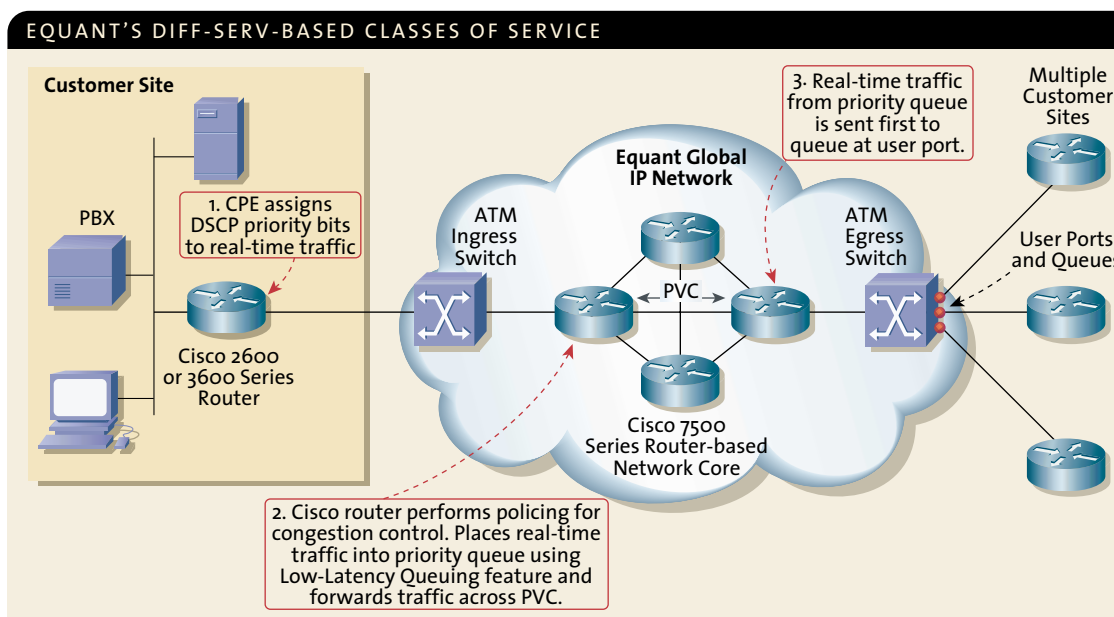 EQUANT'S DIFF-SERV-BASED CLASSES OF SERVICE
Customer Site
PBX
1. CPE assigns
DSCP priority bits
to real-time traffic
Cisco 2600
or 3600 Series
Router
ATM
Ingress
Switch
Equant Global
IP Network
PVC
Cisco 7500
Series Router-based
Network Core
2. Cisco router performs policing for
congestion control. Places real-time
traffic into priority queue using
Low-Latency Queuing feature and
forwards traffic across PVC.
3. Real-time traffic
from priority queue
is sent first to
queue at user port.
ATM
Egress
Switch
Multiple
Customer
Sites
User Ports
and Queues